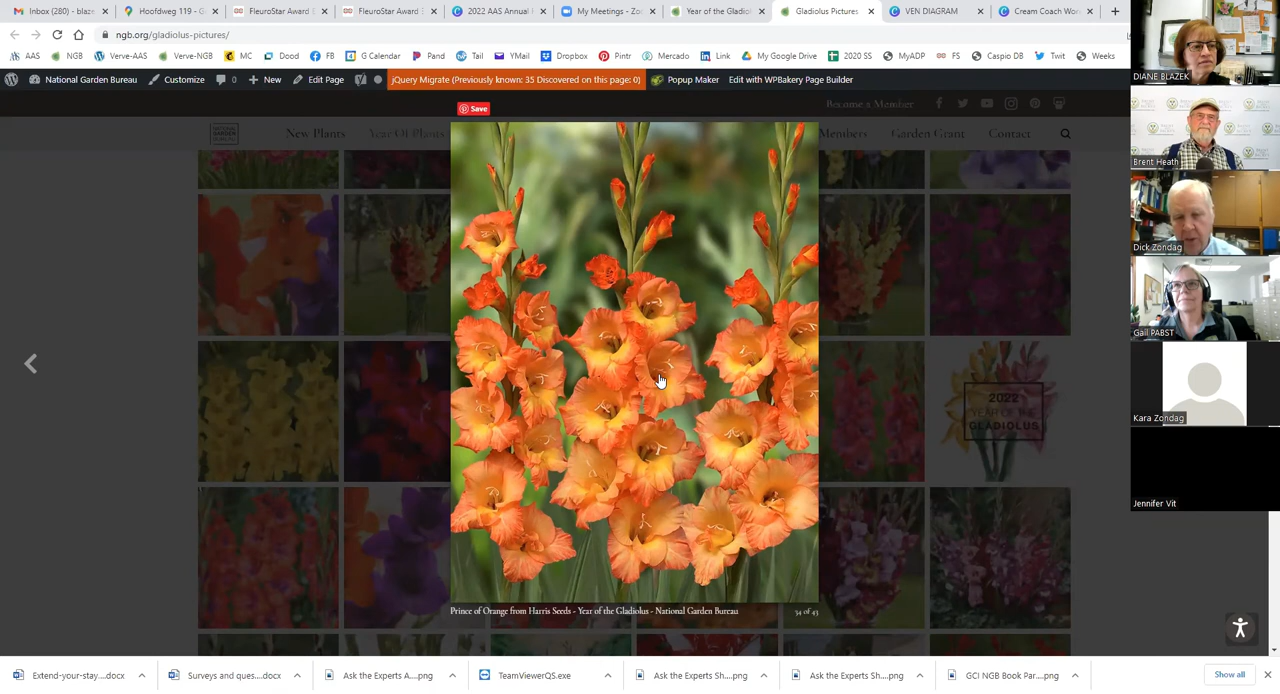 Inbox (280) - blaze
Hoofdweg 119 - G
FleuroStar Award E
FleuroStar Award E
2022 AAS Annual
My Meetings - Zo
Year of the Gladiol
Gladiolus Pictures
VEN DIAGRAM
Cream Coach Wor
ngb.org/gladiolus-pictures/
AAS NGB Verve-AAS Verve-NGB MC Dood FB G Calendar Pand Tail YMail Dropbox Pintr Mercado Link My Google Drive 2020 SS MyADP FS Caspio DB Twit Weeks
National Garden Bureau Customize 0 New Edit Page jQuery Migrate (Previously known: 35 Discovered on this page: 0) Popup Maker Edit with WPBakery Page Builder
Become a Member
Save
NATIONAL GARDEN BUREAU
New Plants Year Of Plants Members Garden Grant Contact
2022
YEAR OF THE
GLADIOLUS
Prince of Orange from Harris Seeds - Year of the Gladiolus - National Garden Bureau 34 of 43
DIANE BLAZEK
Brent Heath
Dick Zondag
Gail PABST
Kara Zondag
Jennifer Vit
Extend-your-stay....docx
Surveys and ques....docx
Ask the Experts A....png
TeamViewerQS.exe
Ask the Experts Sh....png
Ask the Experts Sh....png
GCI NGB Book Par....png
Show all